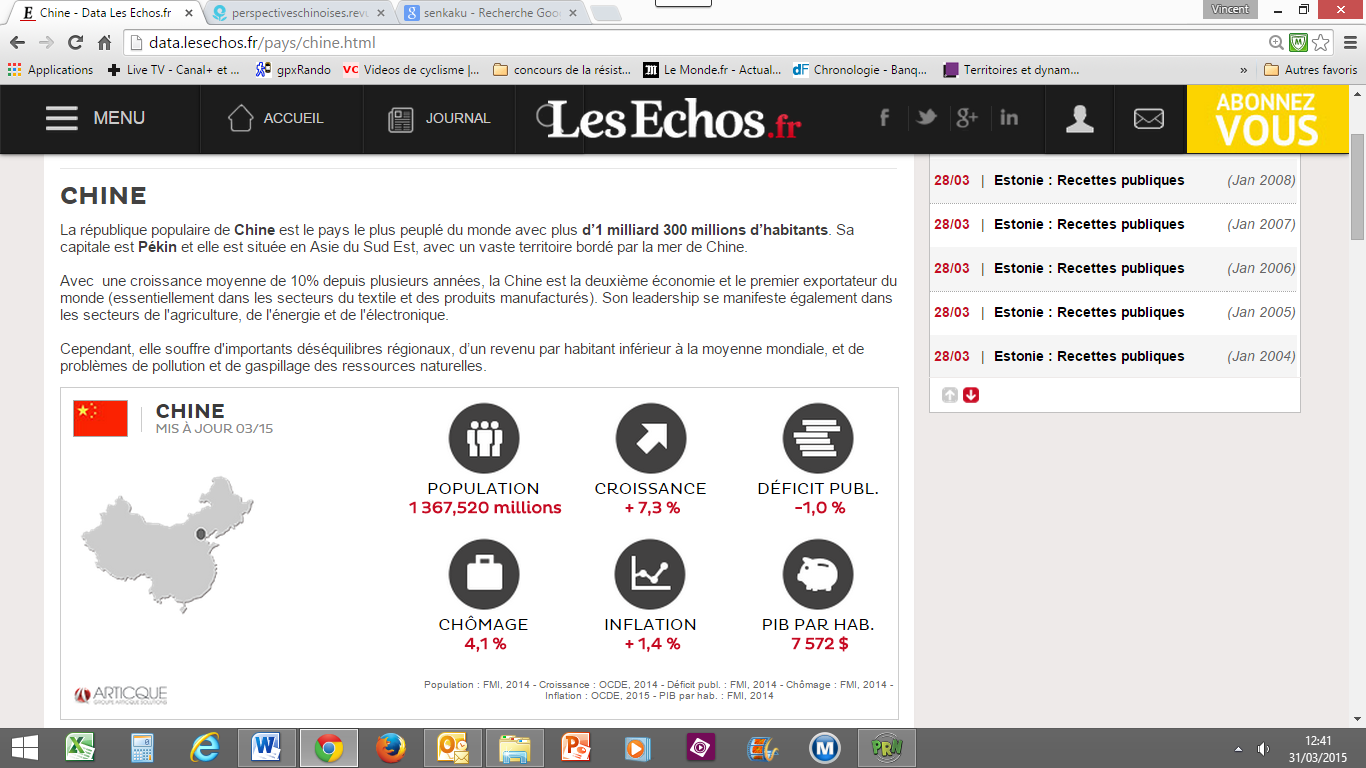 Chine - Data Les Echos.fr
perspectiveschinoises.revu
senkaku - Recherche Goo
Vincent
data.lesechos.fr/pays/chine.html
Applications
Live TV - Canal+ et ...
gpxRando
Videos de cyclisme |...
concours de la résist...
Le Monde.fr - Actual...
Chronologie - Banq...
Territoires et dynam...
»
Autres favoris
MENU
ACCUEIL
JOURNAL
Les Echos.fr
ABONNEZ
VOUS
CHINE
La république populaire de Chine est le pays le plus peuplé du monde avec plus d'1 milliard 300 millions d'habitants. Sa
capitale est Pékin et elle est située en Asie du Sud Est, avec un vaste territoire bordé par la mer de Chine.
Avec une croissance moyenne de 10% depuis plusieurs années, la Chine est la deuxième économie et le premier exportateur du
monde (essentiellement dans les secteurs du textile et des produits manufacturés). Son leadership se manifeste également dans
les secteurs de l'agriculture, de l'énergie et de l'électronique.
Cependant, elle souffre d'importants déséquilibres régionaux, d'un revenu par habitant inférieur à la moyenne mondiale, et de
problèmes de pollution et de gaspillage des ressources naturelles.
CHINE
MIS À JOUR 03/15
POPULATION
1 367,520 millions
CROISSANCE
+ 7,3 %
DÉFICIT PUBL.
-1,0 %
CHÔMAGE
4,1 %
INFLATION
+ 1,4 %
PIB PAR HAB.
7 572 $
ARTICQUE
GROUPE ARTICQUE SOLUTIONS
Population : FMI, 2014 - Croissance : OCDE, 2014 - Déficit publ. : FMI, 2014 - Chômage : FMI, 2014 -
Inflation : OCDE, 2015 - PIB par hab. : FMI, 2014
28/03 | Estonie : Recettes publiques (Jan 2008)
28/03 | Estonie : Recettes publiques (Jan 2007)
28/03 | Estonie : Recettes publiques (Jan 2006)
28/03 | Estonie : Recettes publiques (Jan 2005)
28/03 | Estonie : Recettes publiques (Jan 2004)
PRN
12:41
31/03/2015